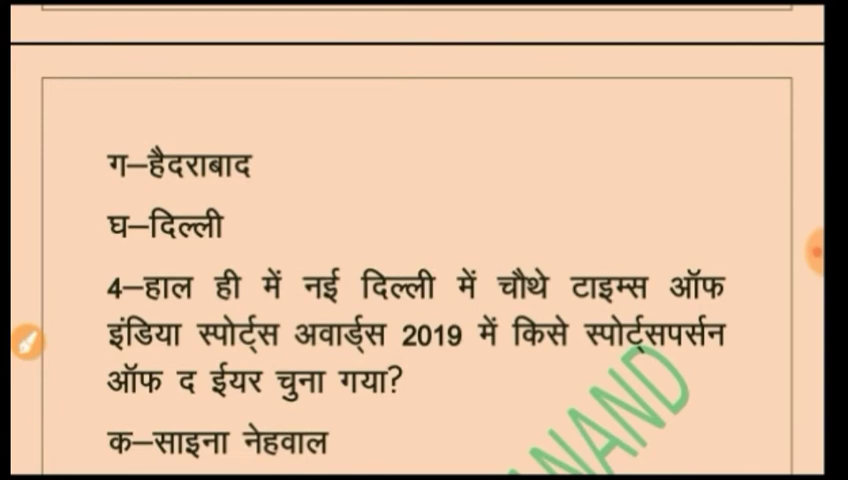 ग–हैदराबाद
घ–दिल्ली
4–हाल ही में नई दिल्ली में चौथे टाइम्स ऑफ
इंडिया स्पोर्ट्स अवार्ड्स 2019 में किसे स्पोर्ट्सपर्सन
ऑफ द ईयर चुना गया?
क–साइना नेहवाल